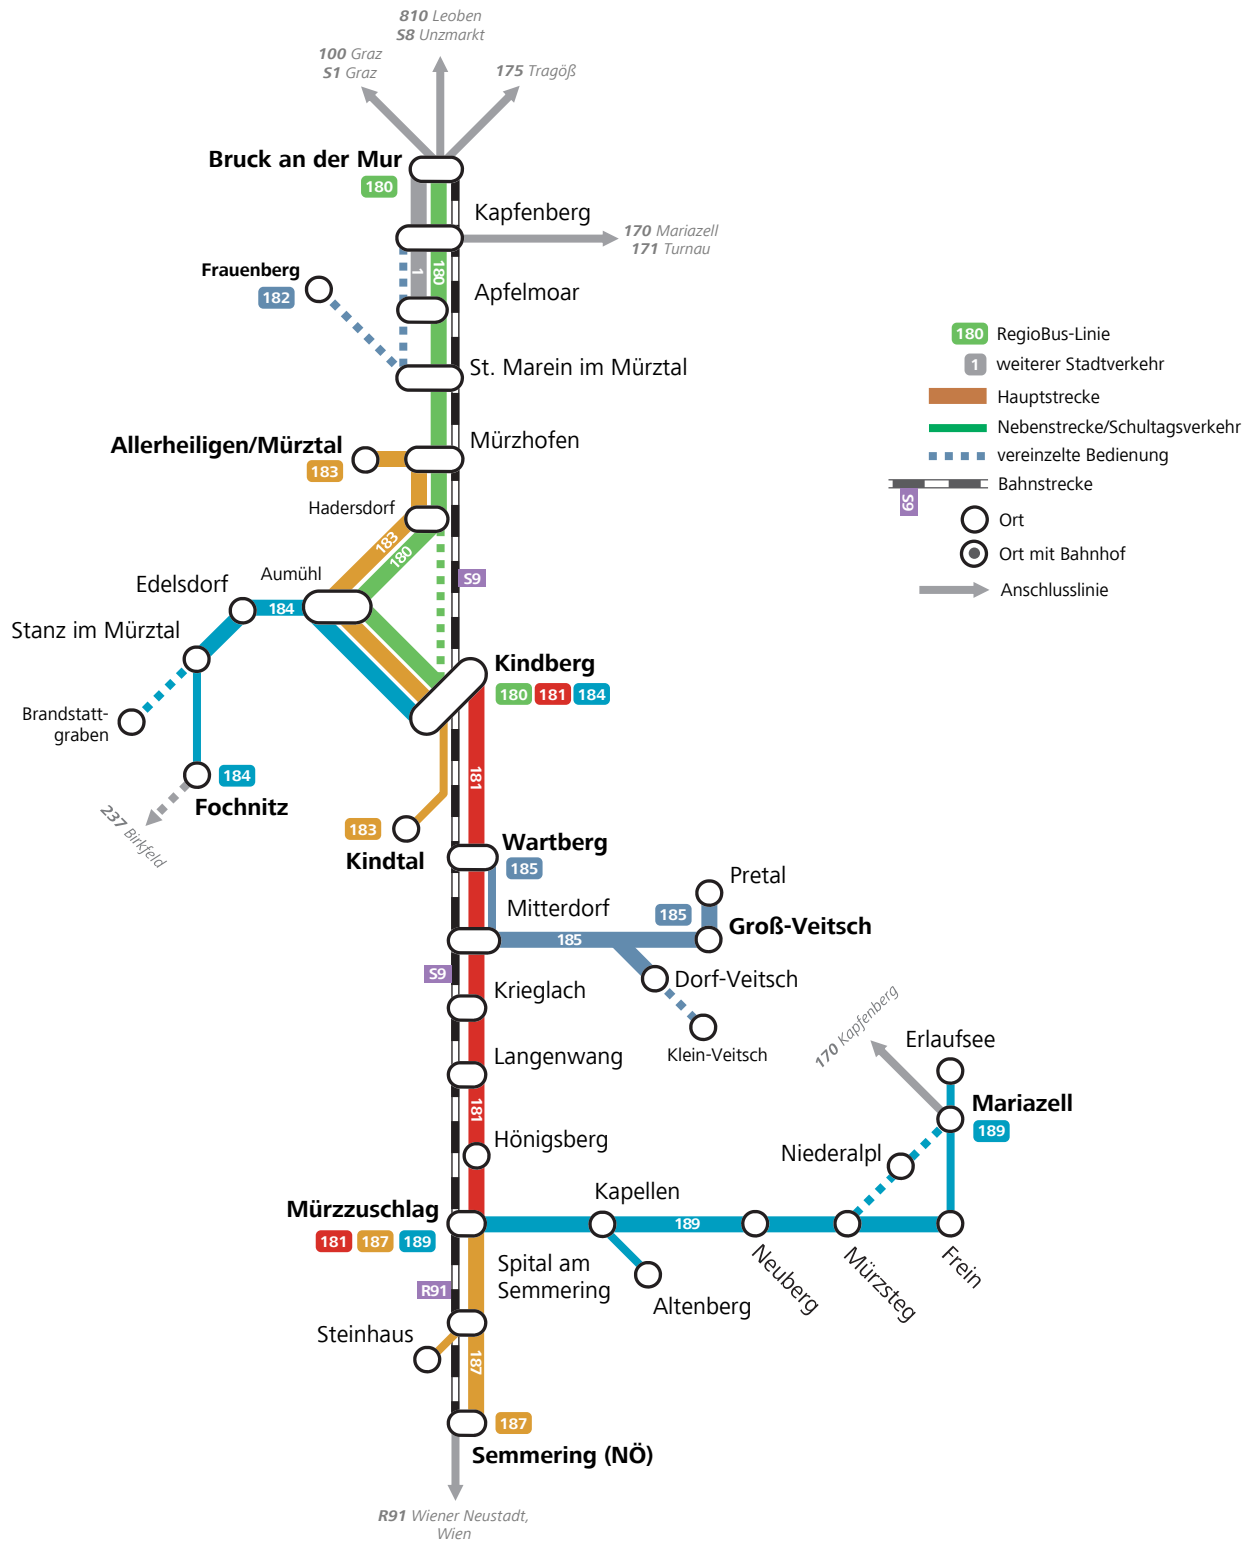 810 Leoben
S8 Unzmarkt
100 Graz
S1 Graz
175 Tragöß
Bruck an der Mur
180
Kapfenberg
170 Mariazell
171 Turnau
1
180
Frauenberg
182
Apfelmoar
St. Marein im Mürztal
Allerheiligen/Mürztal
183
Mürzhofen
Hadersdorf
183
180
S9
Aumühl
Edelsdorf
184
Stanz im Mürztal
Brandstatt-
graben
184
Fochnitz
237 Birkfeld
Kindberg
180 181 184
181
183
Kindtal
Wartberg
185
Mitterdorf
185
Pretal
185
Groß-Veitsch
Dorf-Veitsch
Klein-Veitsch
S9
Krieglach
Langenwang
181
Hönigsberg
170 Kapfenberg
Erlaufsee
Mariazell
189
Niederalpl
Mürzzuschlag
181 187 189
Kapellen
189
Neuberg
Mürzsteg
Frein
Altenberg
Spital am
Semmering
R91
Steinhaus
187
187
Semmering (NÖ)
R91 Wiener Neustadt,
Wien
180 RegioBus-Linie
1 weiterer Stadtverkehr
Hauptstrecke
Nebenstrecke/Schultagsverkehr
vereinzelte Bedienung
Bahnstrecke
S9
Ort
Ort mit Bahnhof
Anschlusslinie